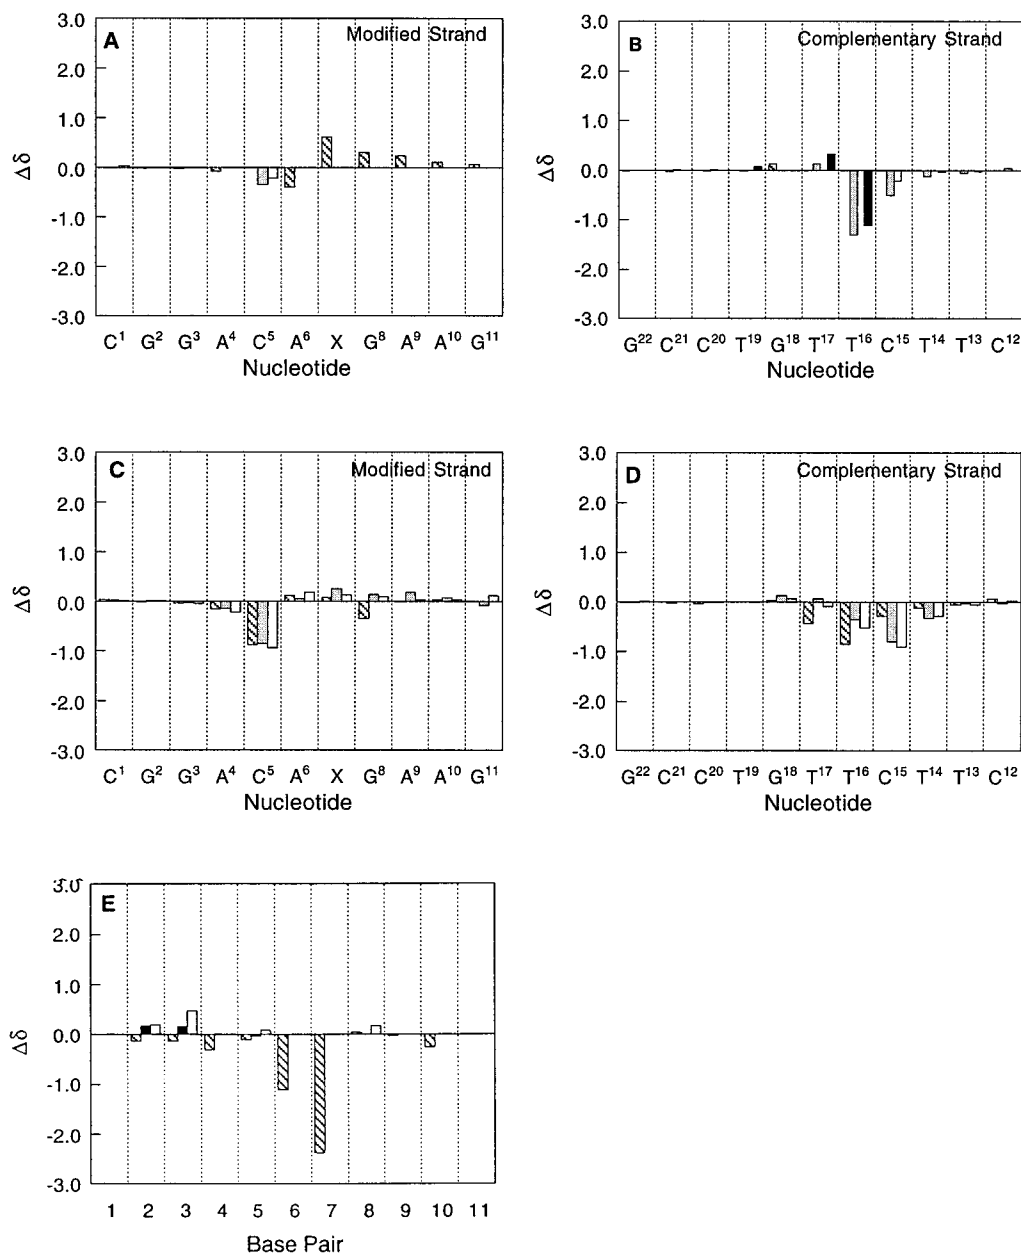 A Modified Strand
3.0
2.0
1.0
0.0
-1.0
-2.0
-3.0
Δδ
C¹ G² G³ A⁴ C⁵ A⁶ X G⁸ A⁹ A¹⁰ G¹¹
Nucleotide
B Complementary Strand
3.0
2.0
1.0
0.0
-1.0
-2.0
-3.0
Δδ
G²² C²¹ C²⁰ T¹⁹ G¹⁸ T¹⁷ T¹⁶ C¹⁵ T¹⁴ T¹³ C¹²
Nucleotide
C Modified Strand
3.0
2.0
1.0
0.0
-1.0
-2.0
-3.0
Δδ
C¹ G² G³ A⁴ C⁵ A⁶ X G⁸ A⁹ A¹⁰ G¹¹
Nucleotide
D Complementary Strand
3.0
2.0
1.0
0.0
-1.0
-2.0
-3.0
Δδ
G²² C²¹ C²⁰ T¹⁹ G¹⁸ T¹⁷ T¹⁶ C¹⁵ T¹⁴ T¹³ C¹²
Nucleotide
E
3.0
2.0
1.0
0.0
-1.0
-2.0
-3.0
Δδ
1 2 3 4 5 6 7 8 9 10 11
Base Pair